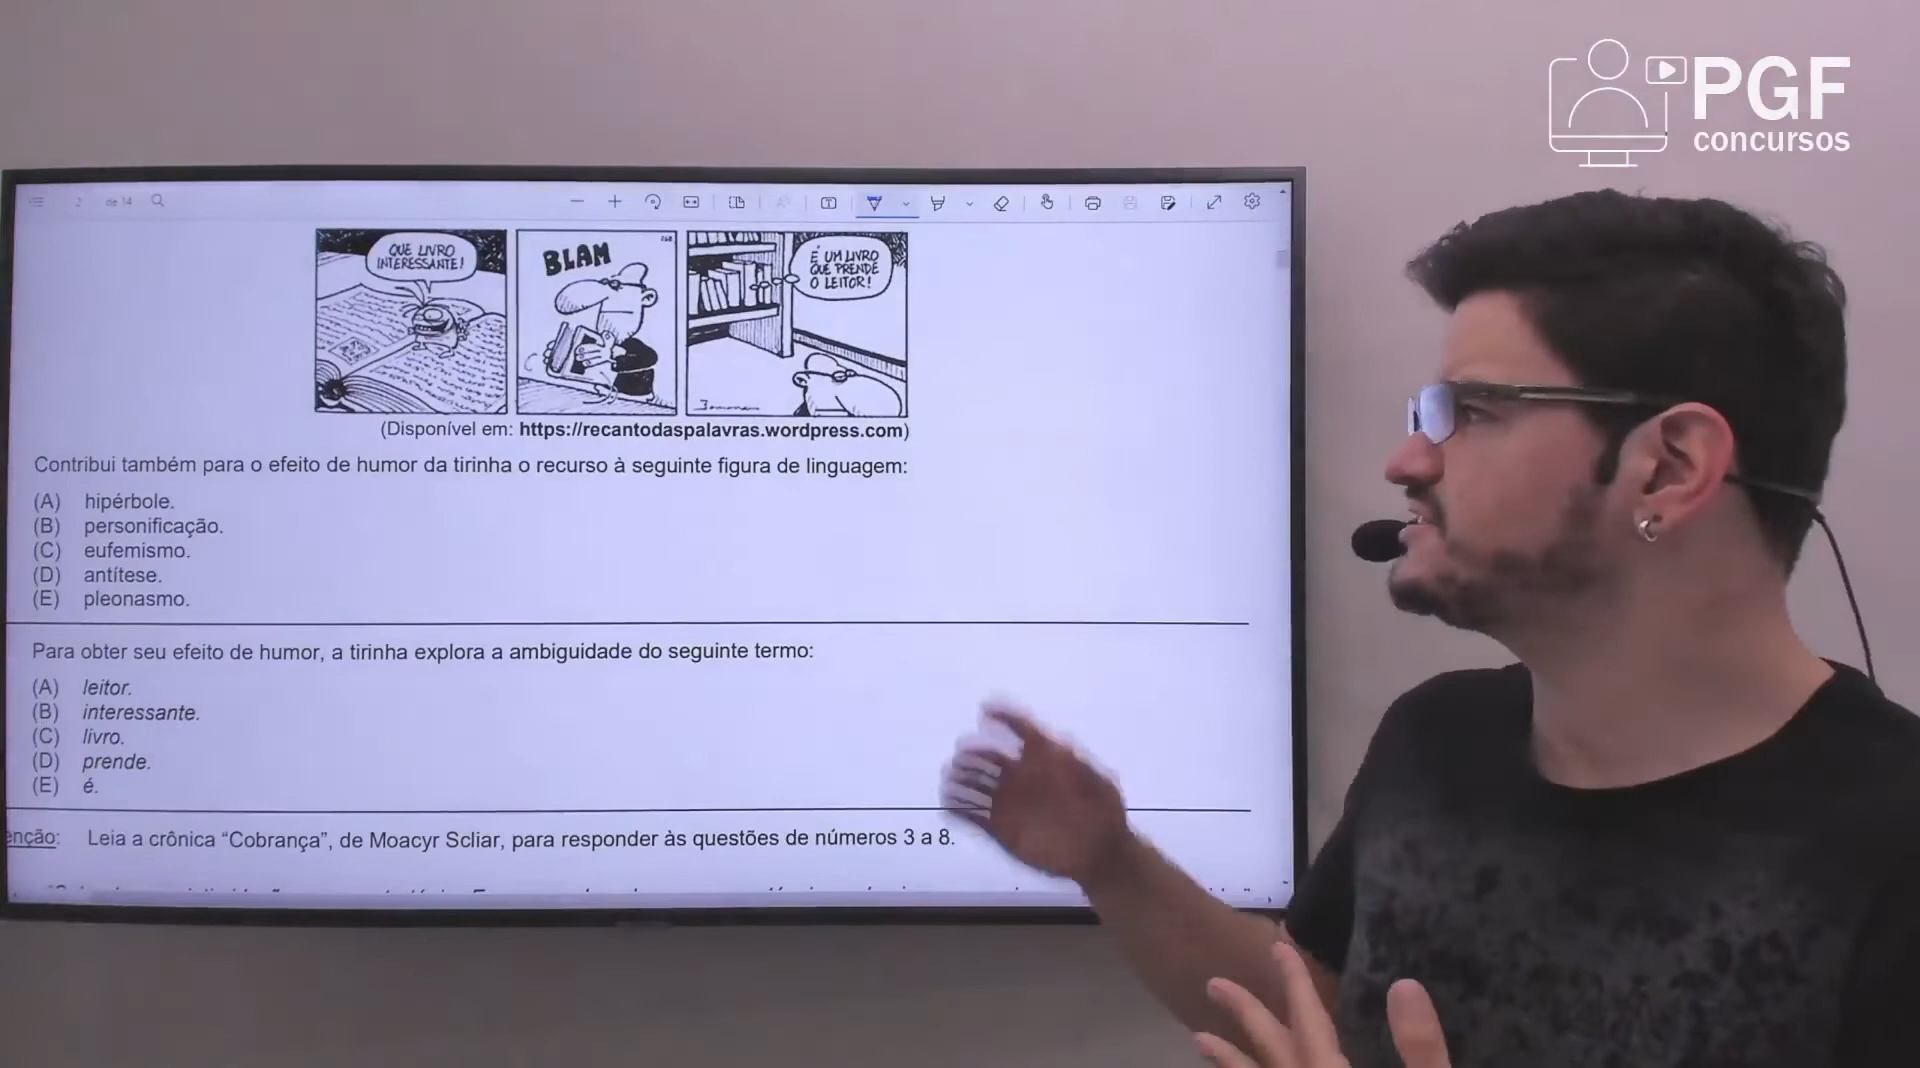 PGF
concursos
2 de 14
QUE LIVRO
INTERESSANTE!
BLAM
É UM LIVRO
QUE PRENDE
O LEITOR!
(Disponível em: https://recantodaspalavras.wordpress.com)
Contribui também para o efeito de humor da tirinha o recurso à seguinte figura de linguagem:
(A) hipérbole.
(B) personificação.
(C) eufemismo.
(D) antítese.
(E) pleonasmo.
Para obter seu efeito de humor, a tirinha explora a ambiguidade do seguinte termo:
(A) leitor.
(B) interessante.
(C) livro.
(D) prende.
(E) é.
enção: Leia a crônica “Cobrança”, de Moacyr Scliar, para responder às questões de números 3 a 8.